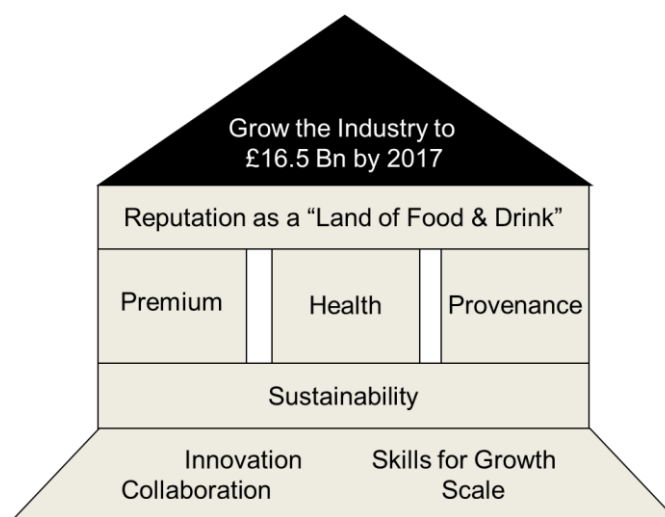 Grow the Industry to
£16.5 Bn by 2017
Reputation as a “Land of Food & Drink”
Premium
Health
Provenance
Sustainability
Innovation
Skills for Growth
Collaboration
Scale